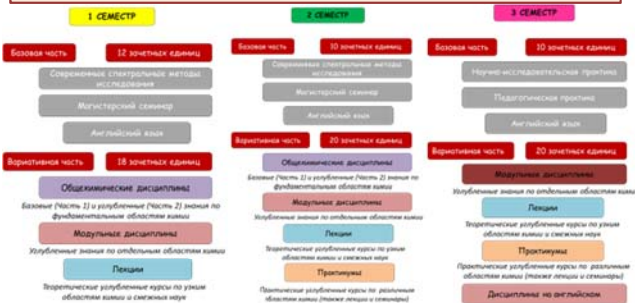 1 СЕМЕСТР
Базовая часть
12 зачетных единиц
Современные спектральные методы
исследования
Магистерский семинар
Английский язык
Вариативная часть
18 зачетных единиц
Общехимические дисциплины
Базовые (Часть 1) и углубленные (Часть 2) знания по
фундаментальным областям химии
Модульные дисциплины
Углубленные знания по отдельным областям химии
Лекции
Теоретические углубленные курсы по узким
областям химии и смежных наук
2 СЕМЕСТР
Базовая часть
10 зачетных единиц
Современные спектральные методы
исследования
Магистерский семинар
Английский язык
Вариативная часть
20 зачетных единиц
Общехимические дисциплины
Базовые (Часть 1) и углубленные (Часть 2) знания по
фундаментальным областям химии
Модульные дисциплины
Углубленные знания по отдельным областям химии
Лекции
Теоретические углубленные курсы по узким
областям химии и смежных наук
Практикумы
Практические углубленные курсы по различным
областям химии (также лекции и семинары)
3 СЕМЕСТР
Базовая часть
10 зачетных единиц
Научно-исследовательская практика
Педагогическая практика
Английский язык
Вариативная часть
20 зачетных единиц
Модульные дисциплины
Углубленные знания по отдельным областям хими
Лекции
Теоретические углубленные курсы по узким
областям химии и смежных наук
Практикумы
Практические углубленные курсы по различным
областям химии (также лекции и семинары)
Дисциплины на английском